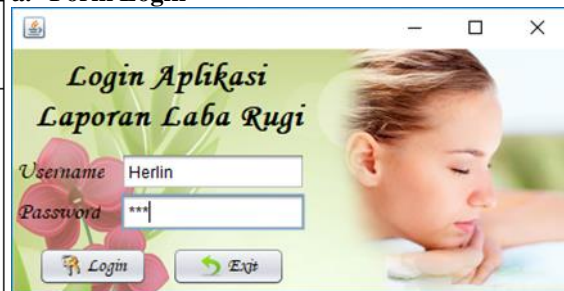 a. Form Login
Login Aplikasi
Laporan Laba Rugi
Username Herlin
Password ***
Login Exit